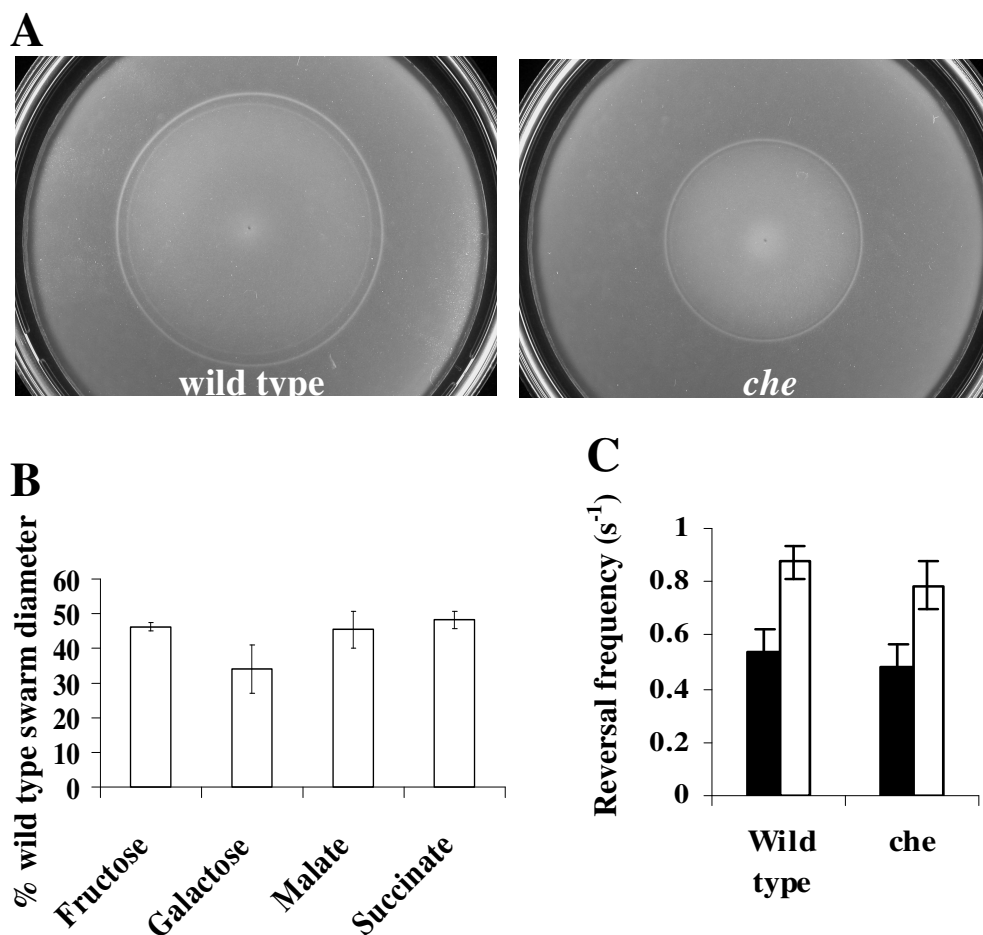 A
wild type
che
B
% wild type swarm diameter
60
50
40
30
20
10
0
Fructose
Galactose
Malate
Succinate
C
Reversal frequency (s⁻¹)
1
0.8
0.6
0.4
0.2
0
Wild
type
che